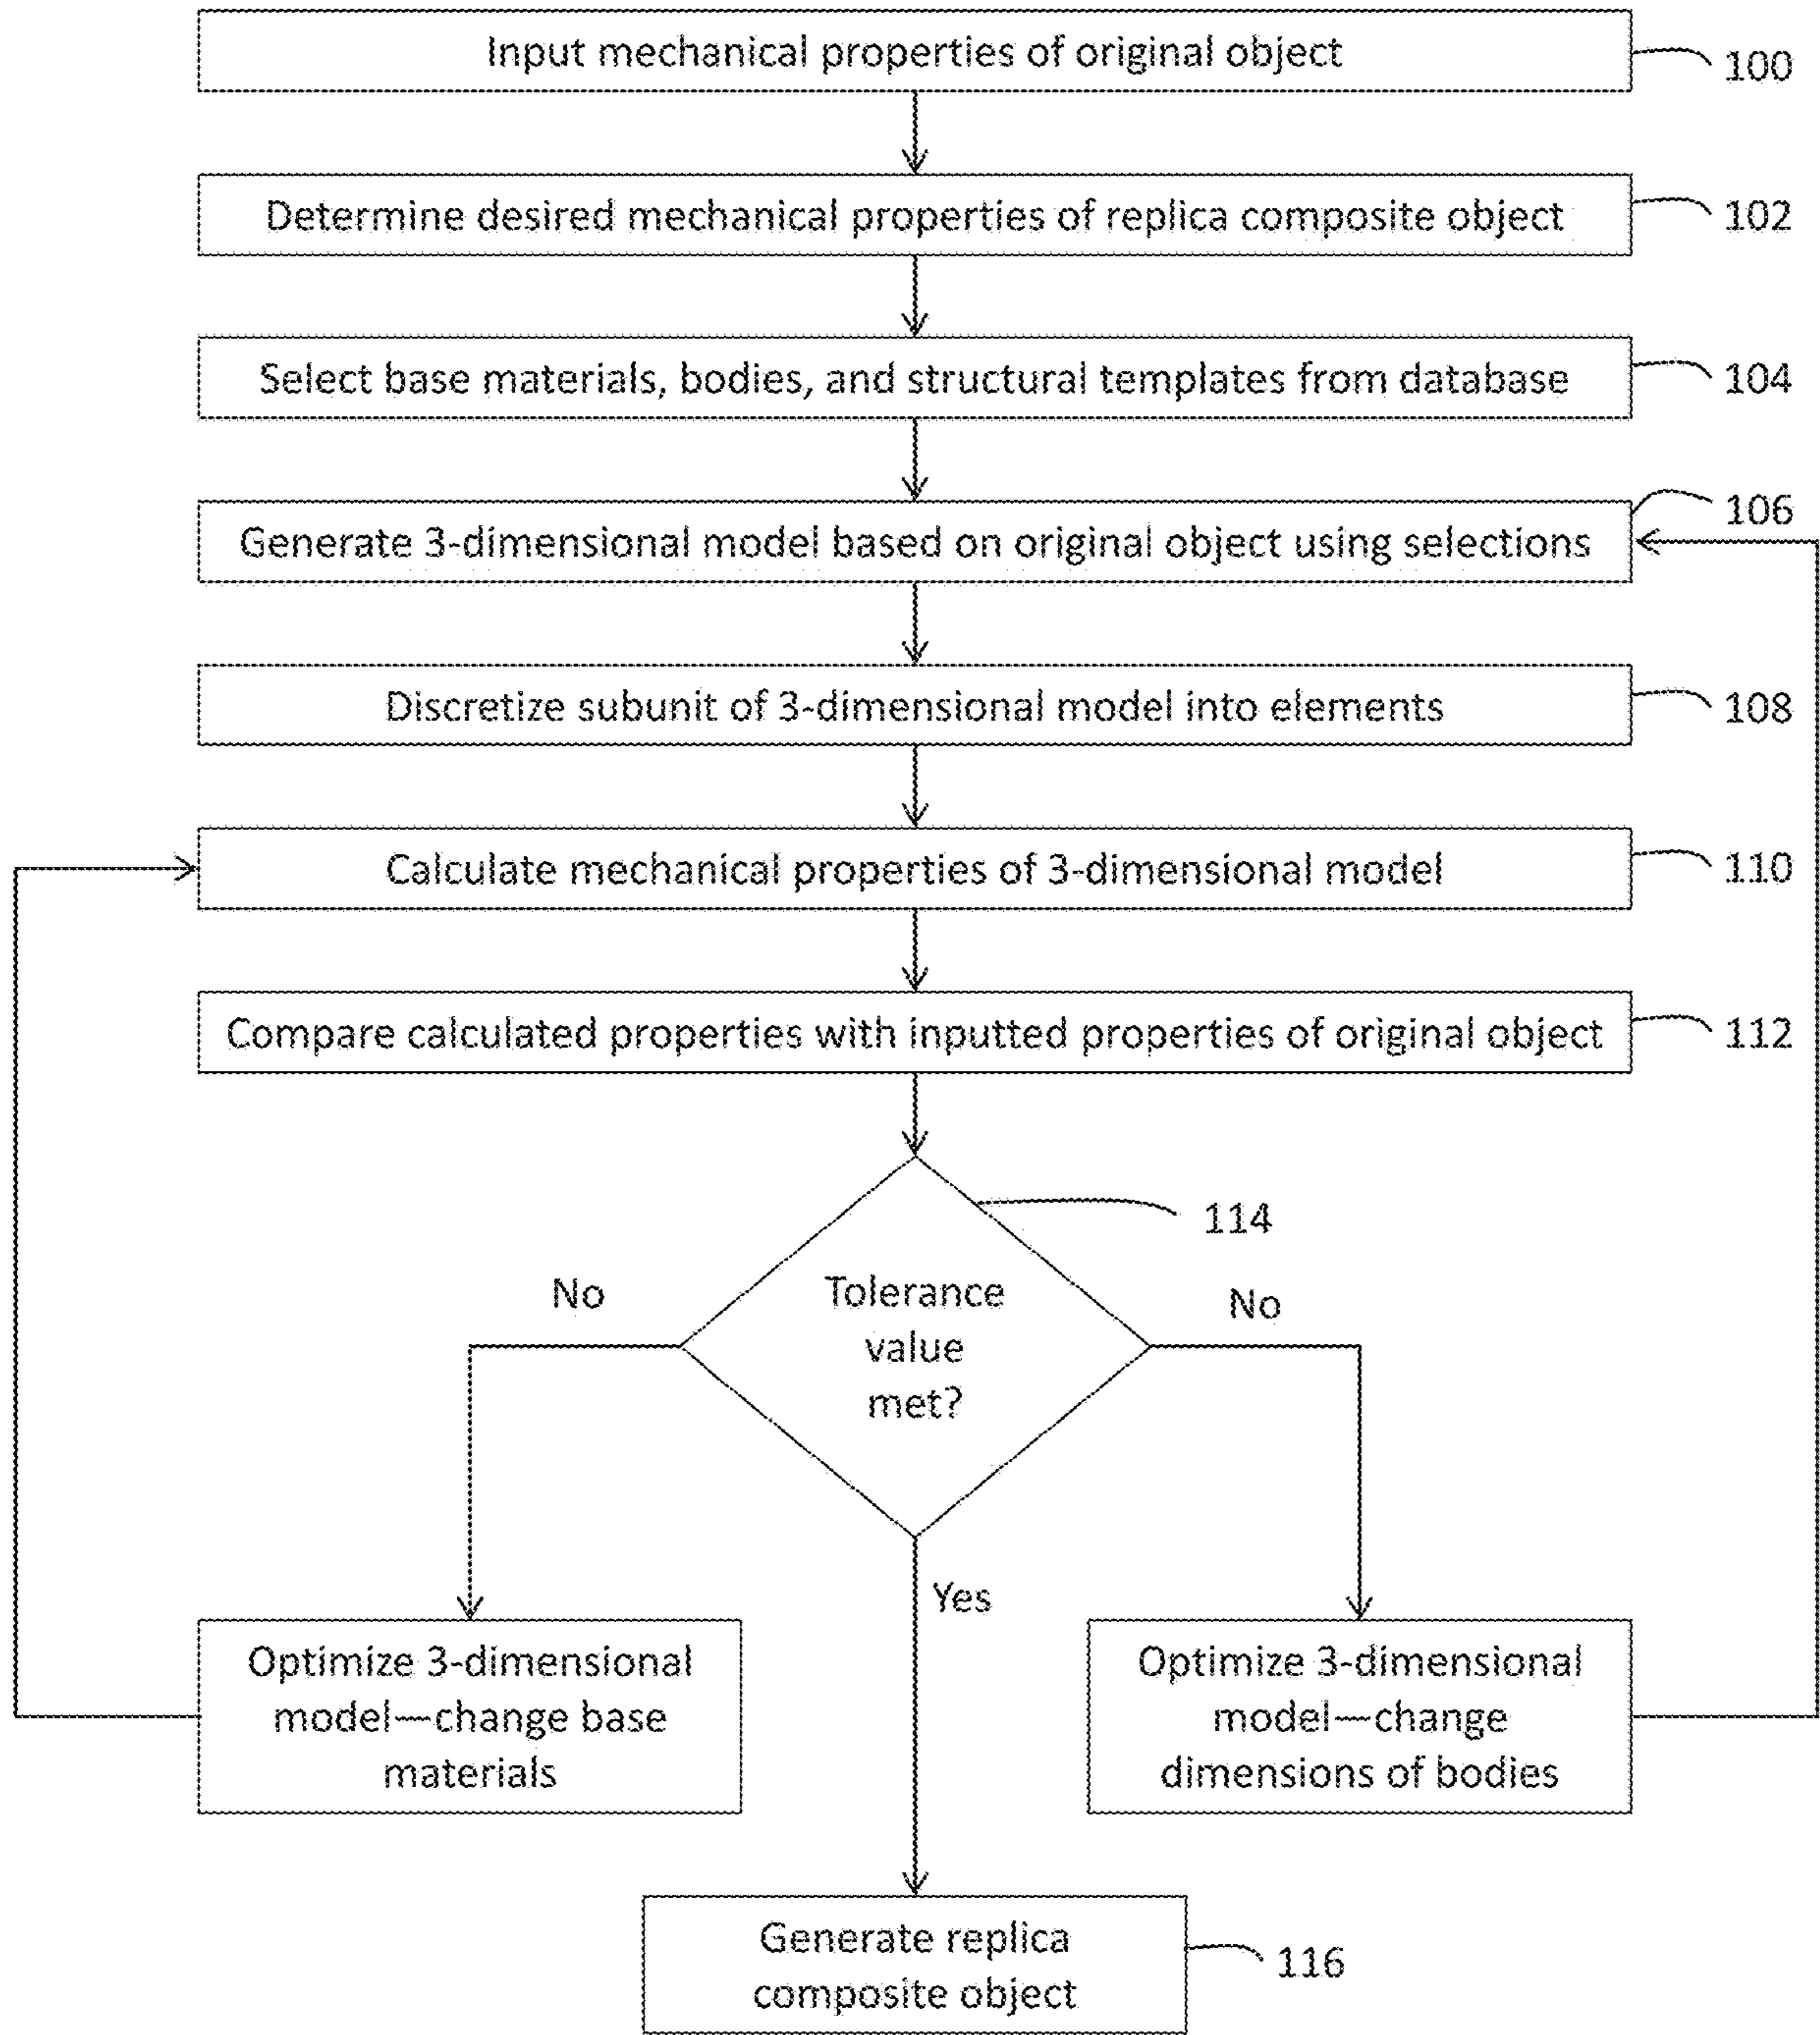 Input mechanical properties of original object
100
Determine desired mechanical properties of replica composite object
102
Select base materials, bodies, and structural templates from database
104
106
Generate 3-dimensional model based on original object using selections
Discretize subunit of 3-dimensional model into elements
108
Calculate mechanical properties of 3-dimensional model
110
Compare calculated properties with inputted properties of original object
112
114
No
Tolerance
value
met?
No
Yes
Optimize 3-dimensional
model—change base
materials
Optimize 3-dimensional
model—change
dimensions of bodies
Generate replica
composite object
116